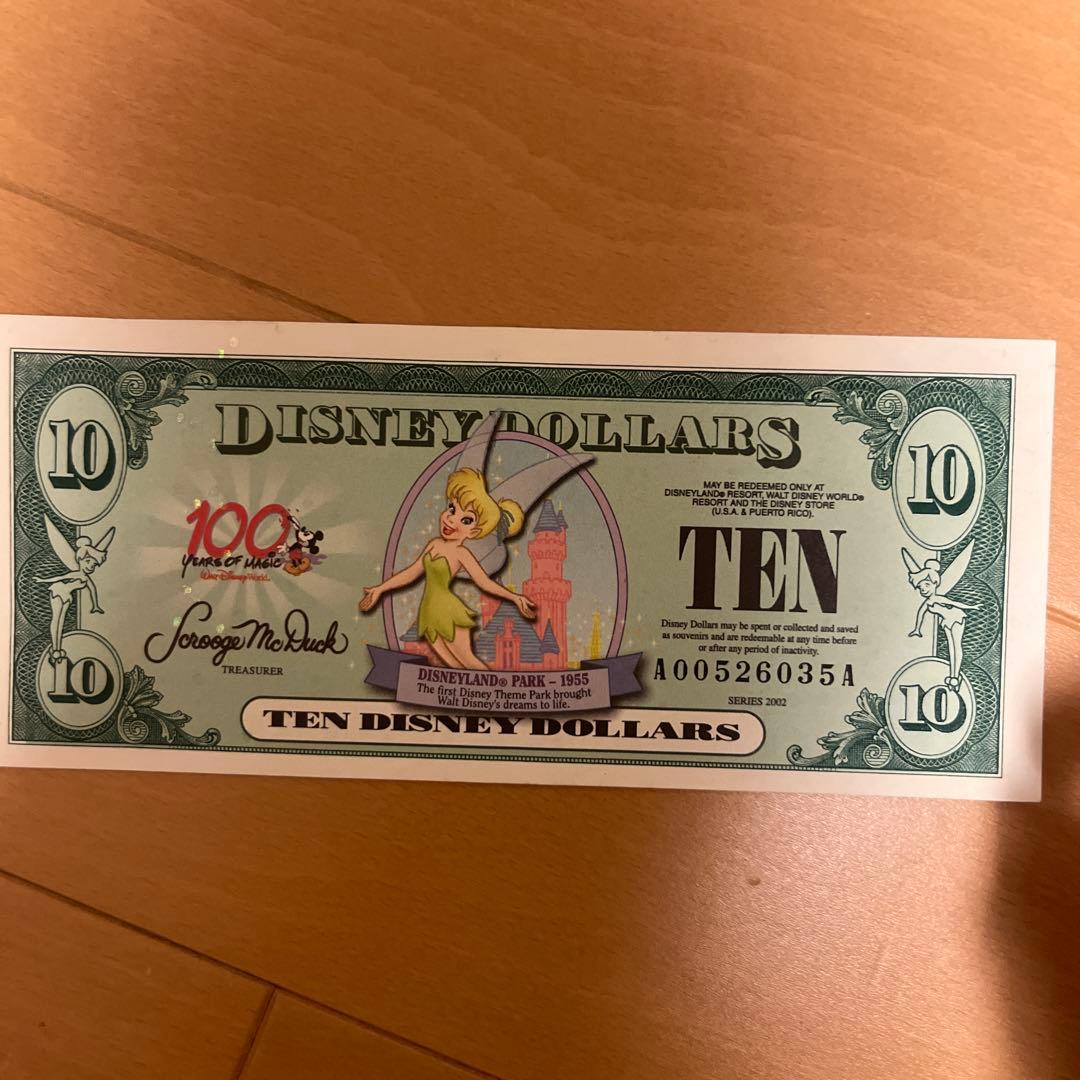 DISNEY DOLLARS
10
10
100
YEARS OF MAGIC
Walt Disney World.
Scrooge McDuck
TREASURER
MAY BE REDEEMED ONLY AT
DISNEYLAND® RESORT, WALT DISNEY WORLD®
RESORT AND THE DISNEY STORE
(U.S.A. & PUERTO RICO).
TEN
Disney Dollars may be spent or collected and saved
as souvenirs and are redeemable at any time before
or after any period of inactivity.
A00526035A
SERIES 2002
DISNEYLAND® PARK – 1955
The first Disney Theme Park brought
Walt Disney's dreams to life.
10
10
TEN DISNEY DOLLARS